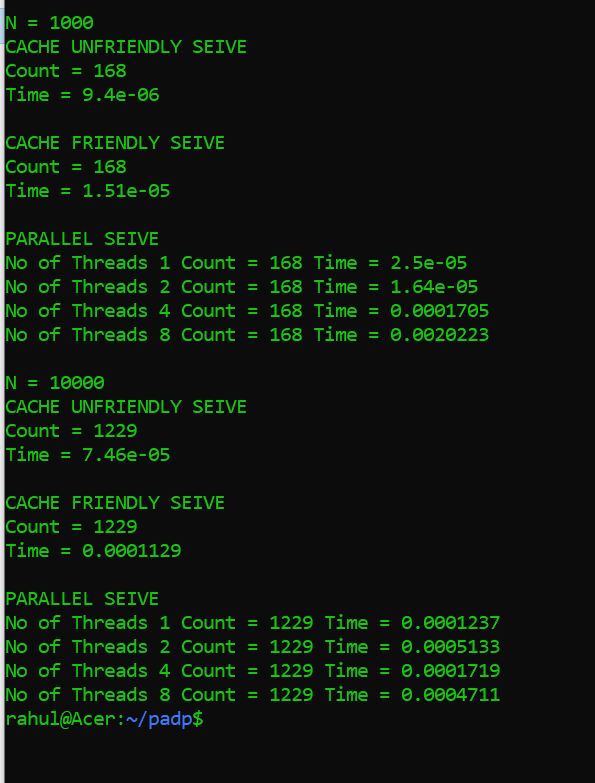 N = 1000
CACHE UNFRIENDLY SEIVE
Count = 168
Time = 9.4e-06
CACHE FRIENDLY SEIVE
Count = 168
Time = 1.51e-05
PARALLEL SEIVE
No of Threads 1 Count = 168 Time = 2.5e-05
No of Threads 2 Count = 168 Time = 1.64e-05
No of Threads 4 Count = 168 Time = 0.0001705
No of Threads 8 Count = 168 Time = 0.0020223
N = 10000
CACHE UNFRIENDLY SEIVE
Count = 1229
Time = 7.46e-05
CACHE FRIENDLY SEIVE
Count = 1229
Time = 0.0001129
PARALLEL SEIVE
No of Threads 1 Count = 1229 Time = 0.0001237
No of Threads 2 Count = 1229 Time = 0.0005133
No of Threads 4 Count = 1229 Time = 0.0001719
No of Threads 8 Count = 1229 Time = 0.0004711
rahul@Acer:~/padp$